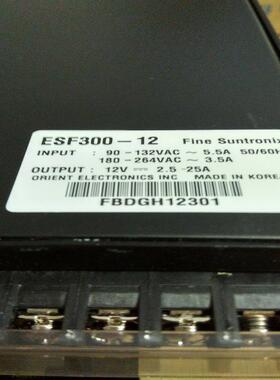 ESF300-12 Fine Suntronix
INPUT : 90-132VAC ~ 5.5A 50/60H
180-264VAC ~ 3.5A
OUTPUT : 12V ⎓ 2.5-25A
ORIENT ELECTRONICS INC MADE IN KOREA
FBDGH12301